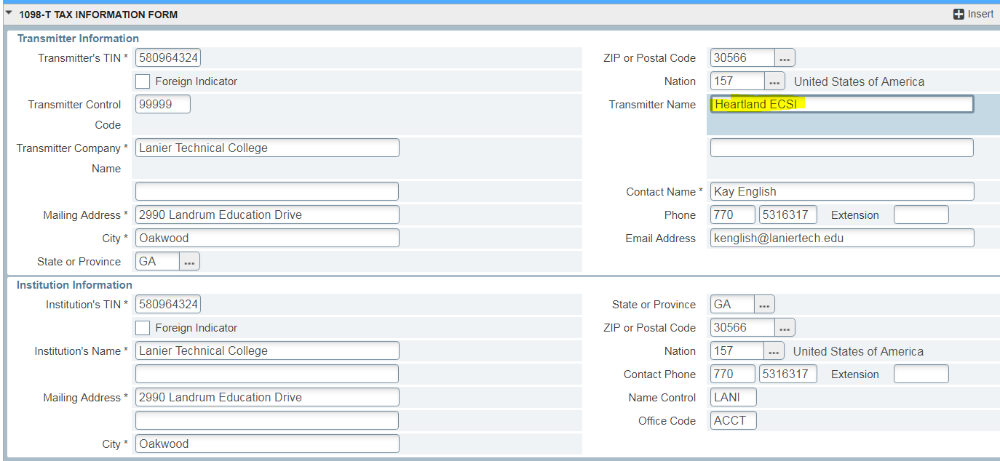 1098-T TAX INFORMATION FORM
Insert
Transmitter Information
Transmitter's TIN * 580964324
Foreign Indicator
Transmitter Control Code 99999
Transmitter Company Name * Lanier Technical College
Mailing Address * 2990 Landrum Education Drive
City * Oakwood
State or Province GA ...
ZIP or Postal Code 30566 ...
Nation 157 ... United States of America
Transmitter Name Heartland ECSI
Contact Name * Kay English
Phone 770 5316317 Extension
Email Address kenglish@laniertech.edu
Institution Information
Institution's TIN * 580964324
Foreign Indicator
Institution's Name * Lanier Technical College
Mailing Address * 2990 Landrum Education Drive
City * Oakwood
State or Province GA ...
ZIP or Postal Code 30566 ...
Nation 157 ... United States of America
Contact Phone 770 5316317 Extension
Name Control LANI
Office Code ACCT